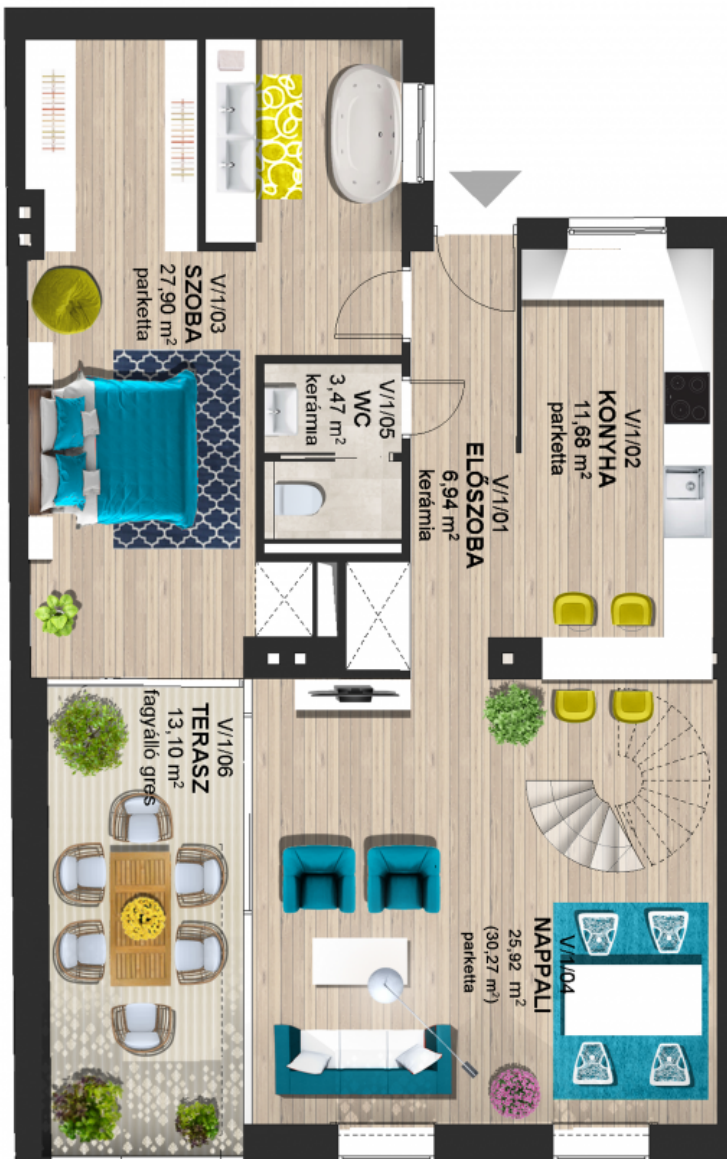 V/1/03
SZOBA
27,90 m²
parketta
V/1/05
WC
3,47 m²
kerámia
V/1/01
ELŐSZOBA
6,94 m²
kerámia
V/1/02
KONYHA
11,68 m²
parketta
V/1/06
TERASZ
13,10 m²
fagyálló gres
V/1/04
NAPPALI
25,92 m²
(30,27 m²)
parketta